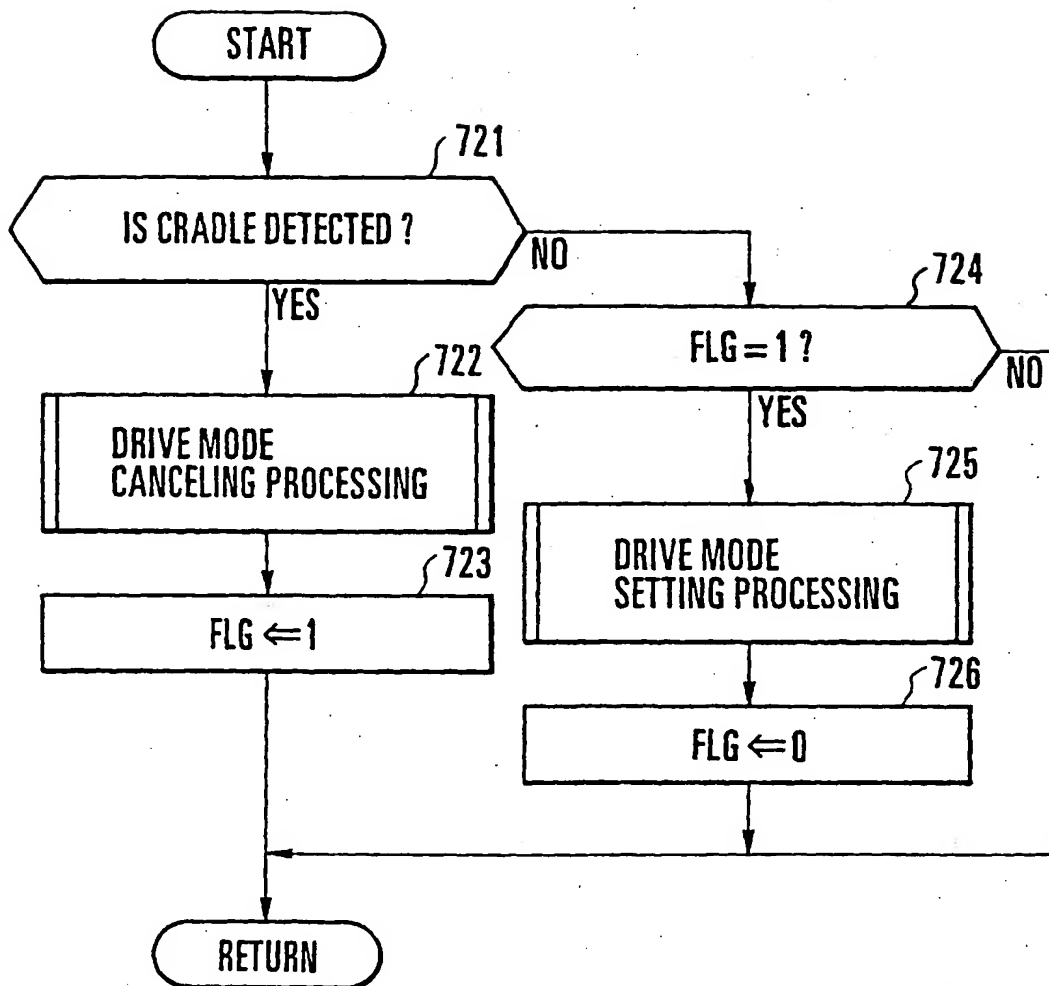 START
721
IS CRADLE DETECTED ?
NO
YES
724
FLG = 1 ?
NO
YES
722
DRIVE MODE
CANCELING PROCESSING
725
DRIVE MODE
SETTING PROCESSING
723
FLG ⇐ 1
726
FLG ⇐ 0
RETURN